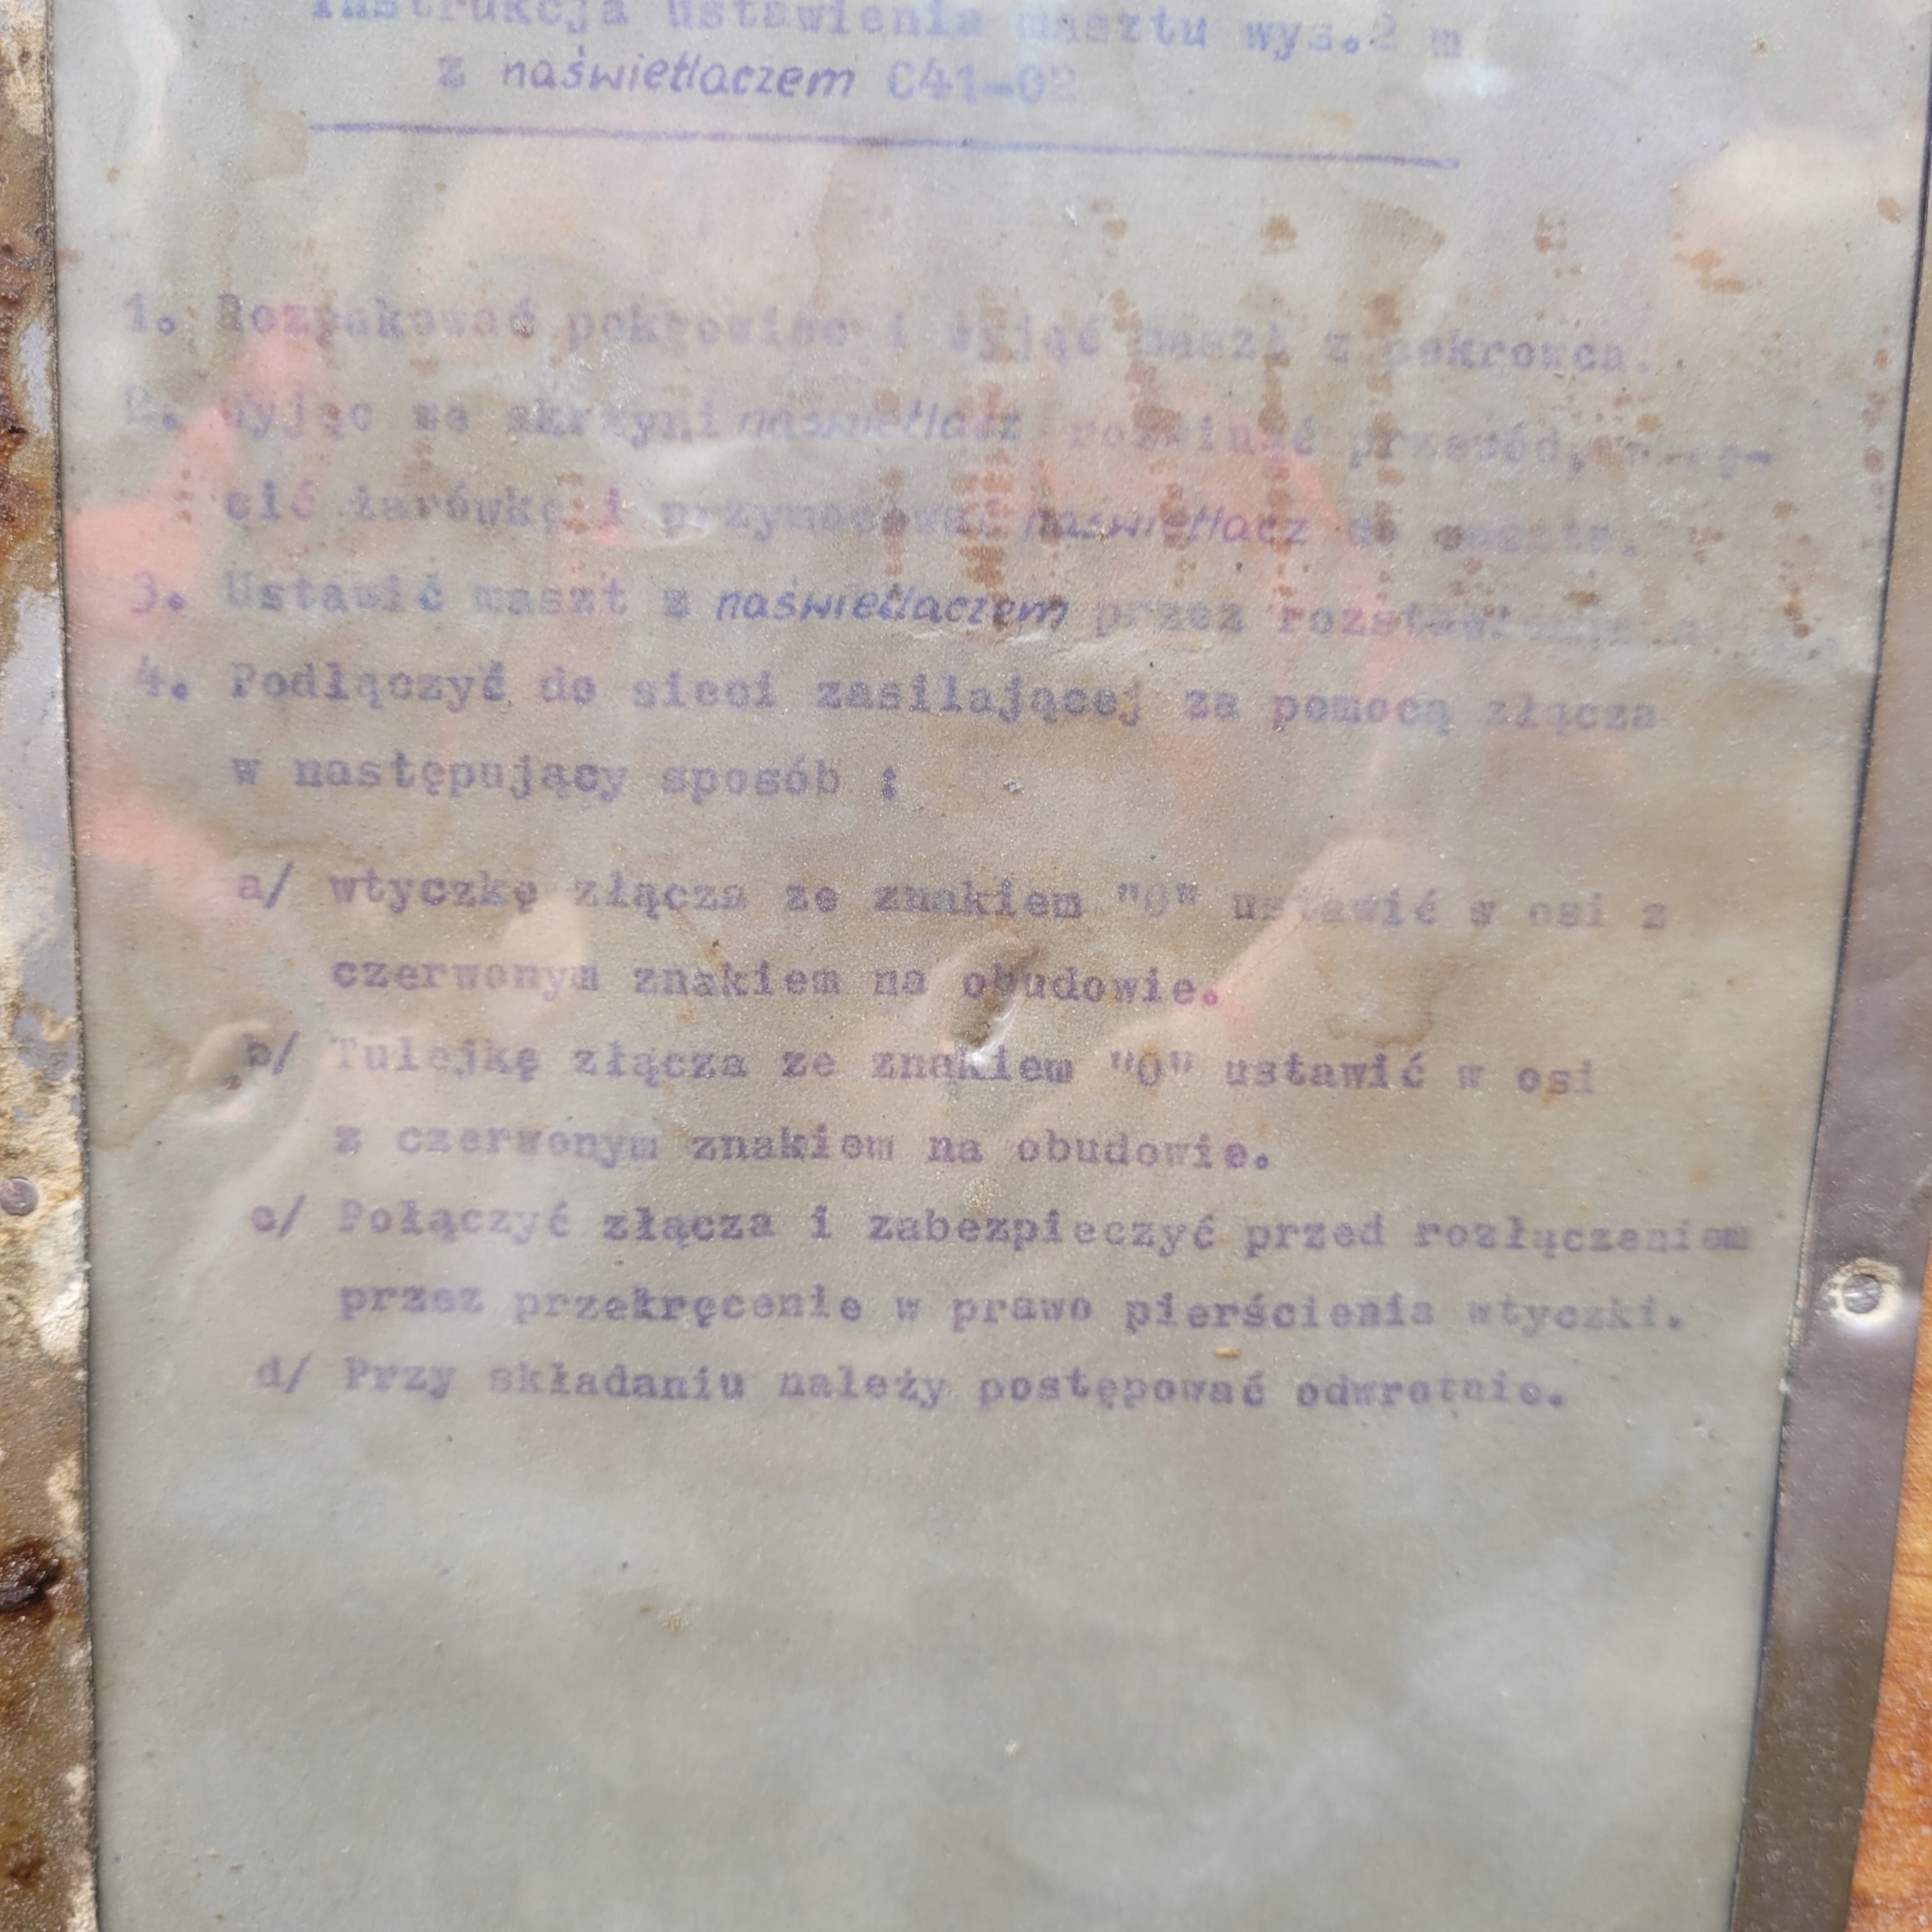 Instrukcja ustawienia masztu wys.2 m
z naświetlaczem C41-02
1. Rozpakować pokrowiec i wyjąć maszt z pokrowca.
2. Wyjąc ze skrzyni naświetlacz rozwinąć przewód,
cić żarówkę i przymocować naświetlacz do masztu.
3. Ustawić maszt z naświetlaczem przez
4. Podłączyć do sieci zasilającej za pomocą złącza
w następujący sposób :
a/ wtyczkę złącza ze znakiem "0" ustawić w osi z
czerwonym znakiem na obudowie.
b/ Tulejkę złącza ze znakiem "0" ustawić w osi
z czerwonym znakiem na obudowie.
c/ Połączyć złącza i zabezpieczyć przed rozłączeniem
przez przekręcenie w prawo pierścienia wtyczki.
d/ Przy składaniu należy postępować odwrotnie.